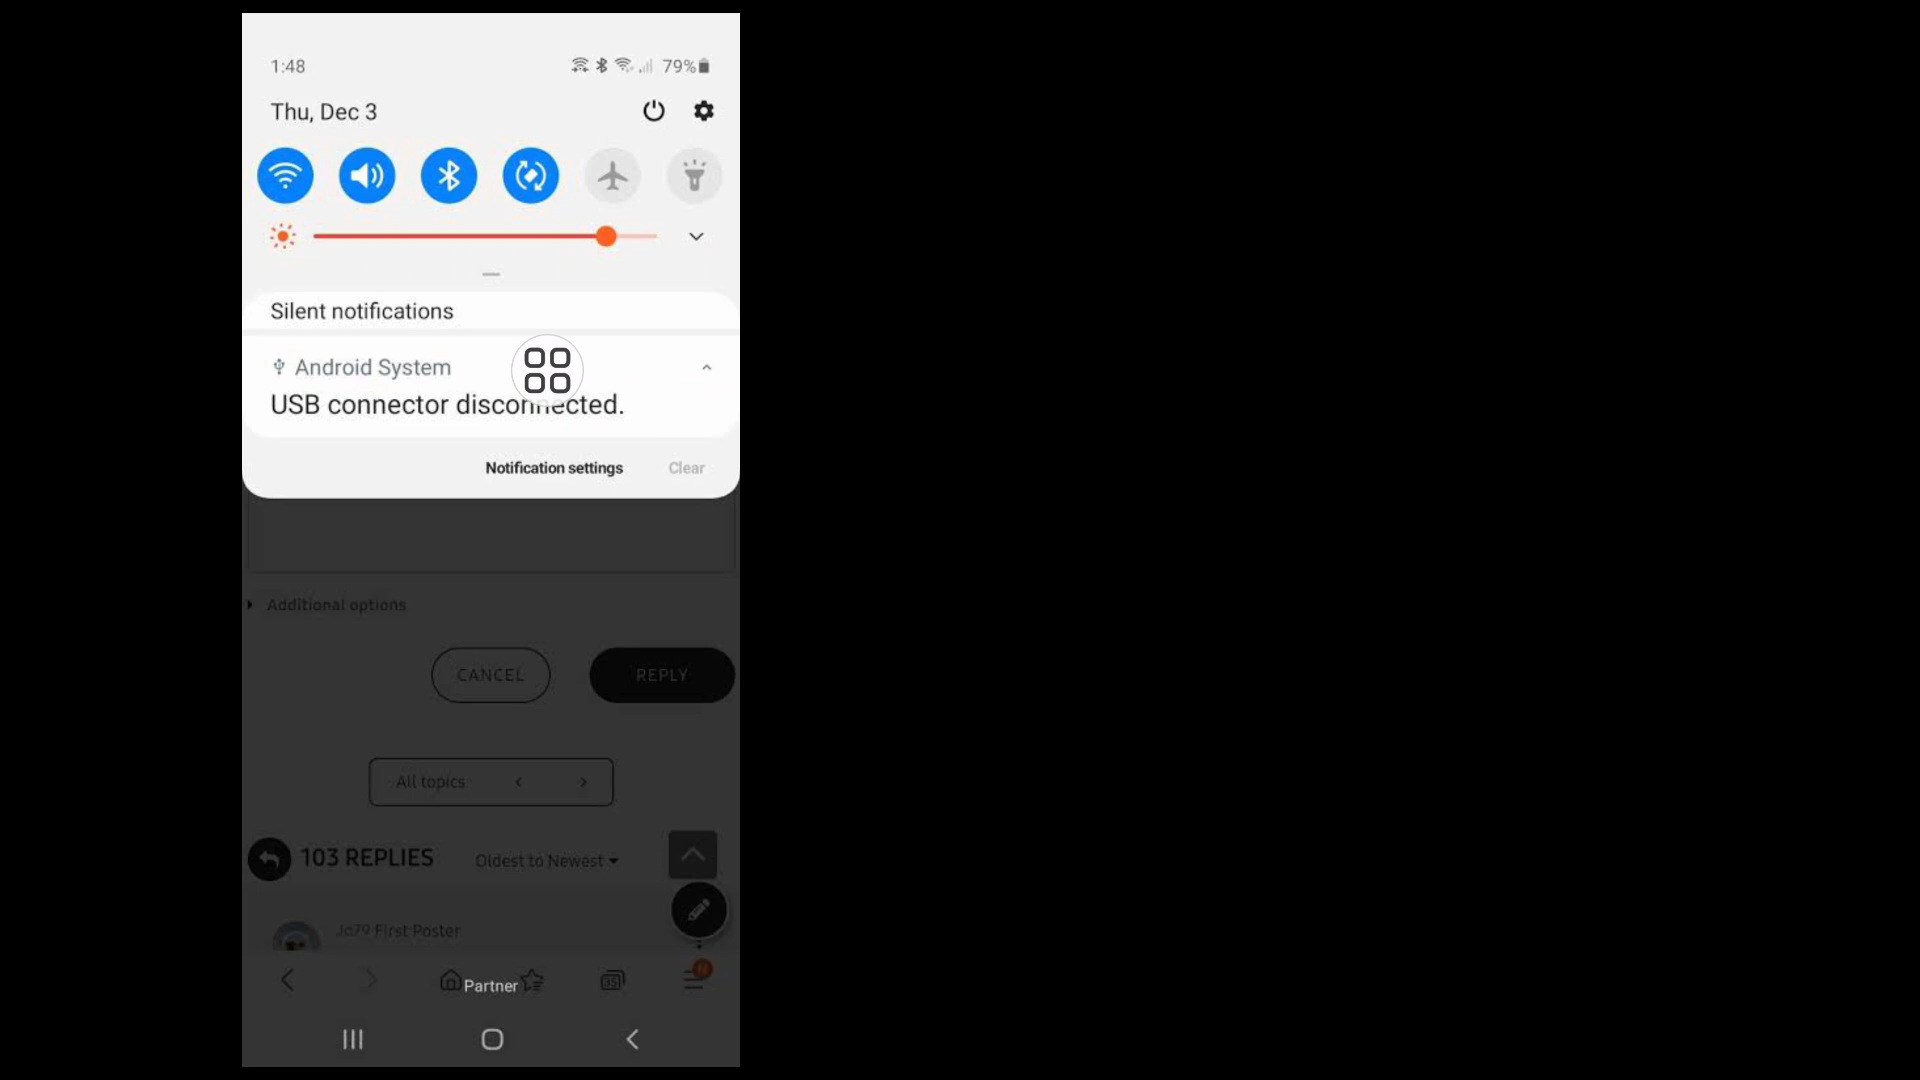 1:48
79%
Thu, Dec 3
Silent notifications
Android System
USB connector disconnected.
Notification settings
Clear
Additional options
CANCEL
REPLY
All topics
103 REPLIES
Oldest to Newest
Jo79 First Poster
35
N
Partner